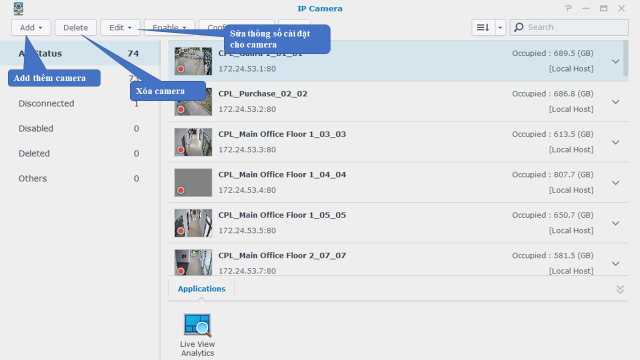 IP Camera
Add
Delete
Edit
Enable
Search
Sửa thông số cài đặt
cho camera
All Status 74
Add thêm camera
Xóa camera
Disconnected 1
Disabled 0
Deleted 0
Others 0
Occupied : 689.5 (GB)
172.24.53.1:80
[Local Host]
CPL_Purchase_02_02
Occupied : 686.8 (GB)
172.24.53.2:80
[Local Host]
CPL_Main Office Floor 1_03_03
Occupied : 613.5 (GB)
172.24.53.3:80
[Local Host]
CPL_Main Office Floor 1_04_04
Occupied : 807.7 (GB)
172.24.53.4:80
[Local Host]
CPL_Main Office Floor 1_05_05
Occupied : 650.7 (GB)
172.24.53.5:80
[Local Host]
CPL_Main Office Floor 2_07_07
Occupied : 581.5 (GB)
172.24.53.7:80
[Local Host]
Applications
Live View
Analytics